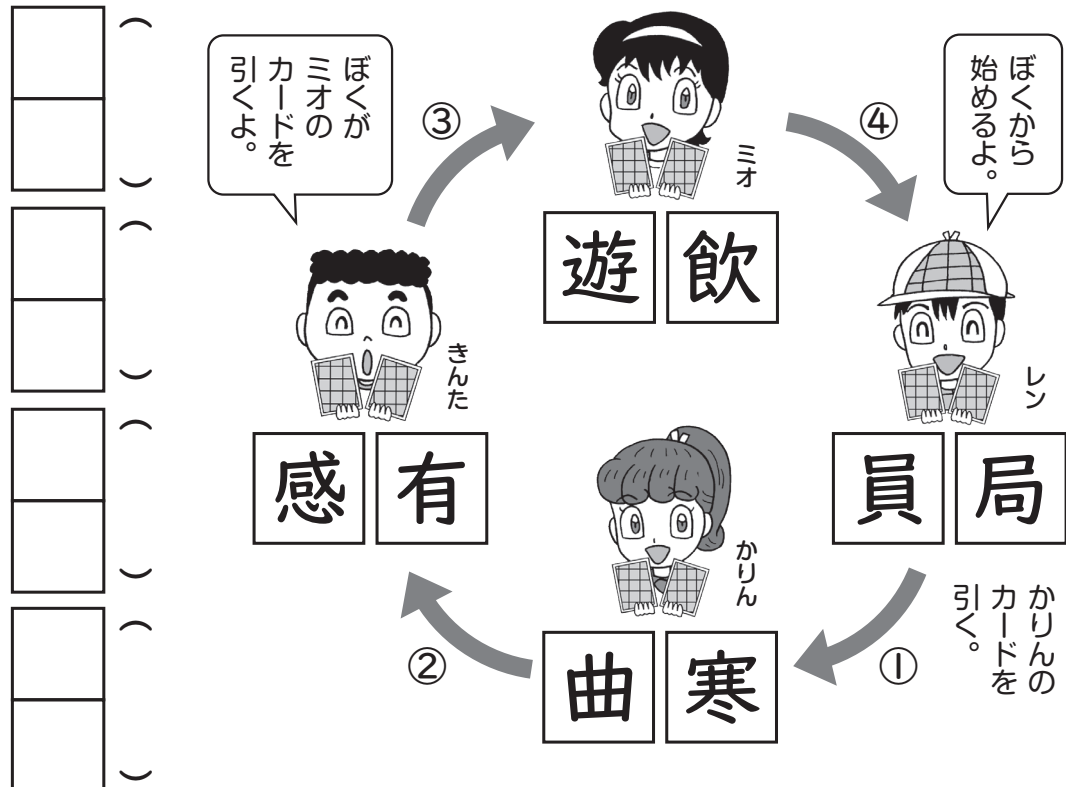 ぼくから
始めるよ。
レン
局
員
かりんの
カードを
引く。
①
かりん
寒
曲
②
きんた
有
感
ぼくが
ミオの
カードを
引くよ。
③
ミオ
飲
遊
④
（　）
（　）
（　）
（　）